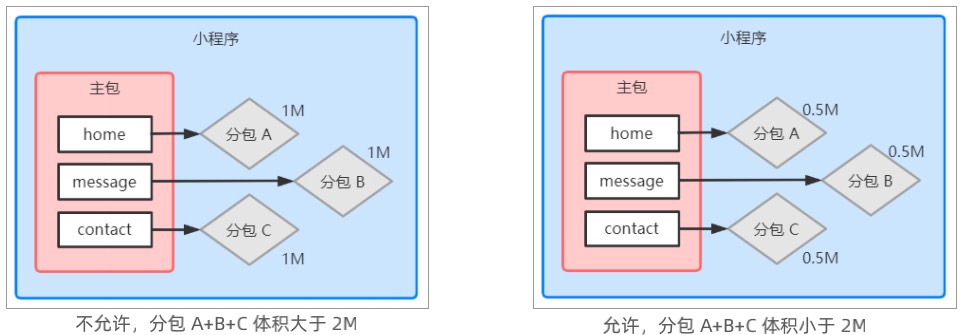 小程序
主包
home
message
contact
分包 A
1M
分包 B
1M
分包 C
1M
不允许，分包 A+B+C 体积大于 2M
小程序
主包
home
message
contact
分包 A
0.5M
分包 B
0.5M
分包 C
0.5M
允许，分包 A+B+C 体积小于 2M